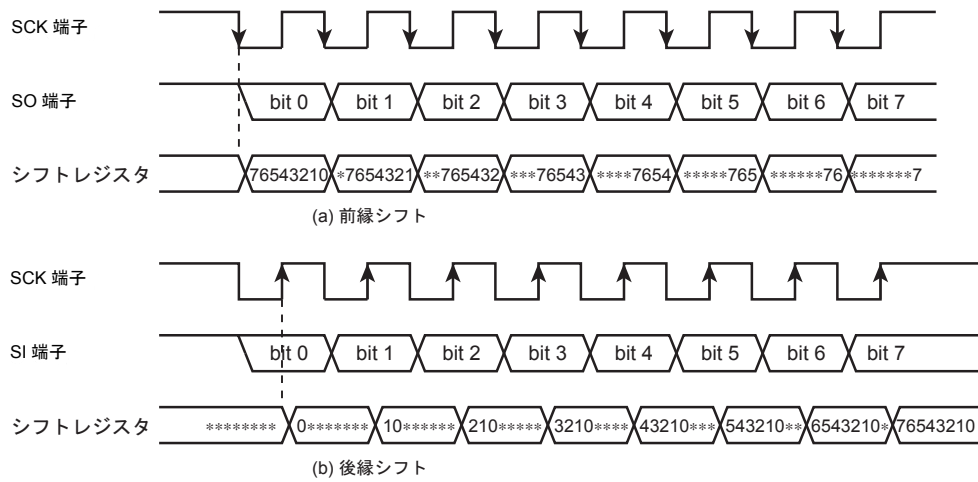 SCK 端子
SO 端子
bit 0 bit 1 bit 2 bit 3 bit 4 bit 5 bit 6 bit 7
シフトレジスタ
76543210 *7654321 **765432 ***76543 ****7654 *****765 ******76 *******7
(a) 前縁シフト
SCK 端子
SI 端子
bit 0 bit 1 bit 2 bit 3 bit 4 bit 5 bit 6 bit 7
シフトレジスタ
******** 0******* 10****** 210***** 3210**** 43210*** 543210** 6543210* 76543210
(b) 後縁シフト